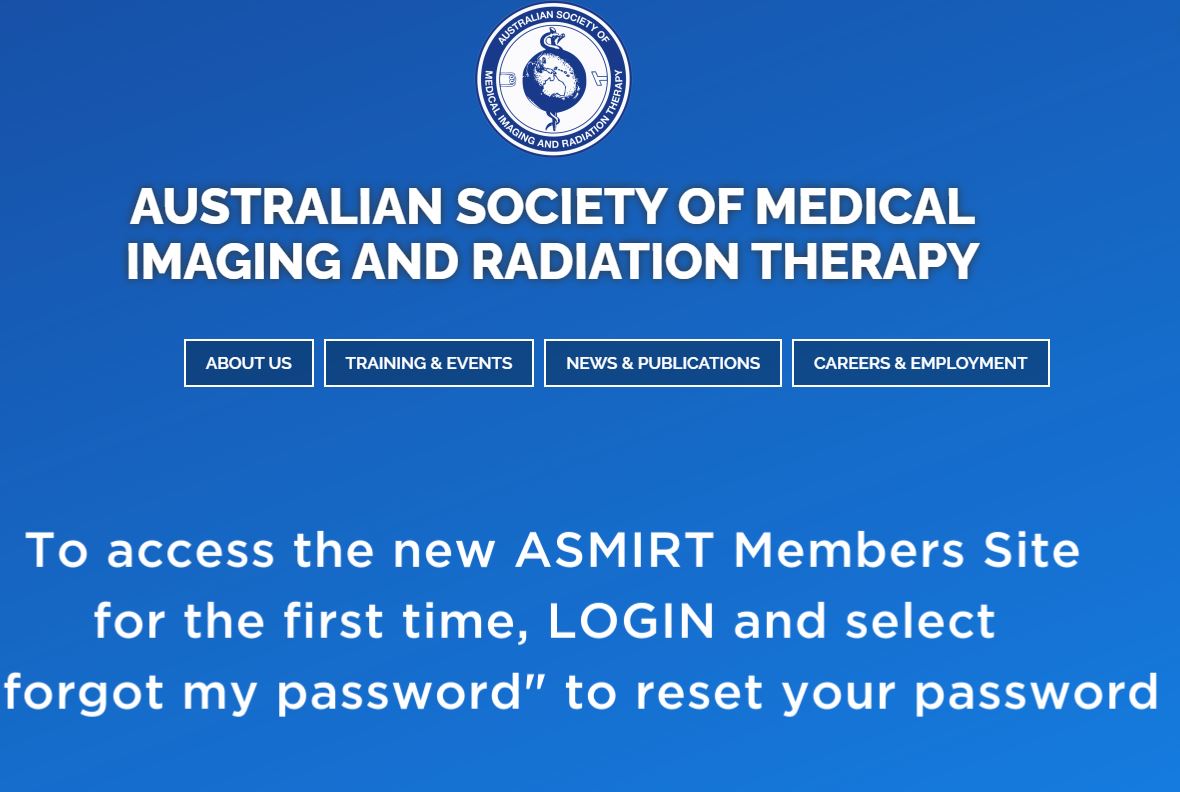 AUSTRALIAN SOCIETY OF
MEDICAL IMAGING AND RADIATION THERAPY
AUSTRALIAN SOCIETY OF MEDICAL
IMAGING AND RADIATION THERAPY
ABOUT US
TRAINING & EVENTS
NEWS & PUBLICATIONS
CAREERS & EMPLOYMENT
To access the new ASMIRT Members Site
for the first time, LOGIN and select
forgot my password" to reset your password